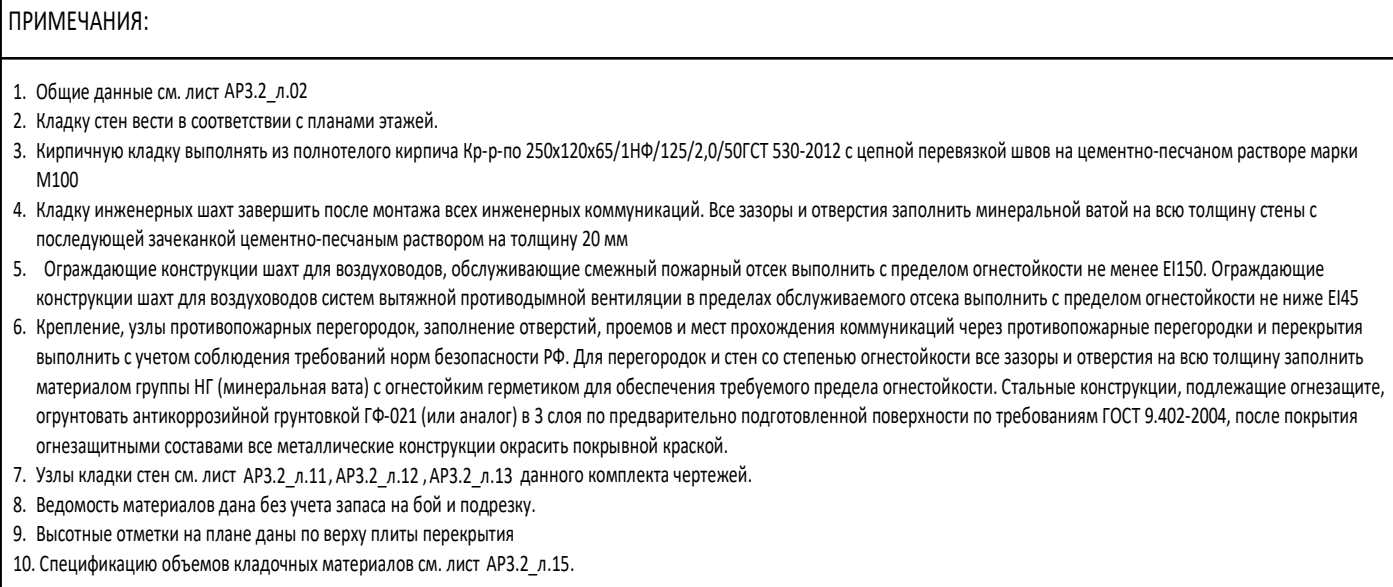 ПРИМЕЧАНИЯ:
1. Общие данные см. лист АР3.2_л.02
2. Кладку стен вести в соответствии с планами этажей.
3. Кирпичную кладку выполнять из полнотелого кирпича Кр-р-по 250х120х65/1НФ/125/2,0/50ГСТ 530-2012 с цепной перевязкой швов на цементно-песчаном растворе марки
М100
4. Кладку инженерных шахт завершить после монтажа всех инженерных коммуникаций. Все зазоры и отверстия заполнить минеральной ватой на всю толщину стены с
последующей зачеканкой цементно-песчаным раствором на толщину 20 мм
5. Ограждающие конструкции шахт для воздуховодов, обслуживающие смежный пожарный отсек выполнить с пределом огнестойкости не менее EI150. Ограждающие
конструкции шахт для воздуховодов систем вытяжной противодымной вентиляции в пределах обслуживаемого отсека выполнить с пределом огнестойкости не ниже EI45
6. Крепление, узлы противопожарных перегородок, заполнение отверстий, проемов и мест прохождения коммуникаций через противопожарные перегородки и перекрытия
выполнить с учетом соблюдения требований норм безопасности РФ. Для перегородок и стен со степенью огнестойкости все зазоры и отверстия на всю толщину заполнить
материалом группы НГ (минеральная вата) с огнестойким герметиком для обеспечения требуемого предела огнестойкости. Стальные конструкции, подлежащие огнезащите,
огрунтовать антикоррозийной грунтовкой ГФ-021 (или аналог) в 3 слоя по предварительно подготовленной поверхности по требованиям ГОСТ 9.402-2004, после покрытия
огнезащитными составами все металлические конструкции окрасить покрывной краской.
7. Узлы кладки стен см. лист АР3.2_л.11, АР3.2_л.12 , АР3.2_л.13 данного комплекта чертежей.
8. Ведомость материалов дана без учета запаса на бой и подрезку.
9. Высотные отметки на плане даны по верху плиты перекрытия
10. Спецификацию объемов кладочных материалов см. лист АР3.2_л.15.